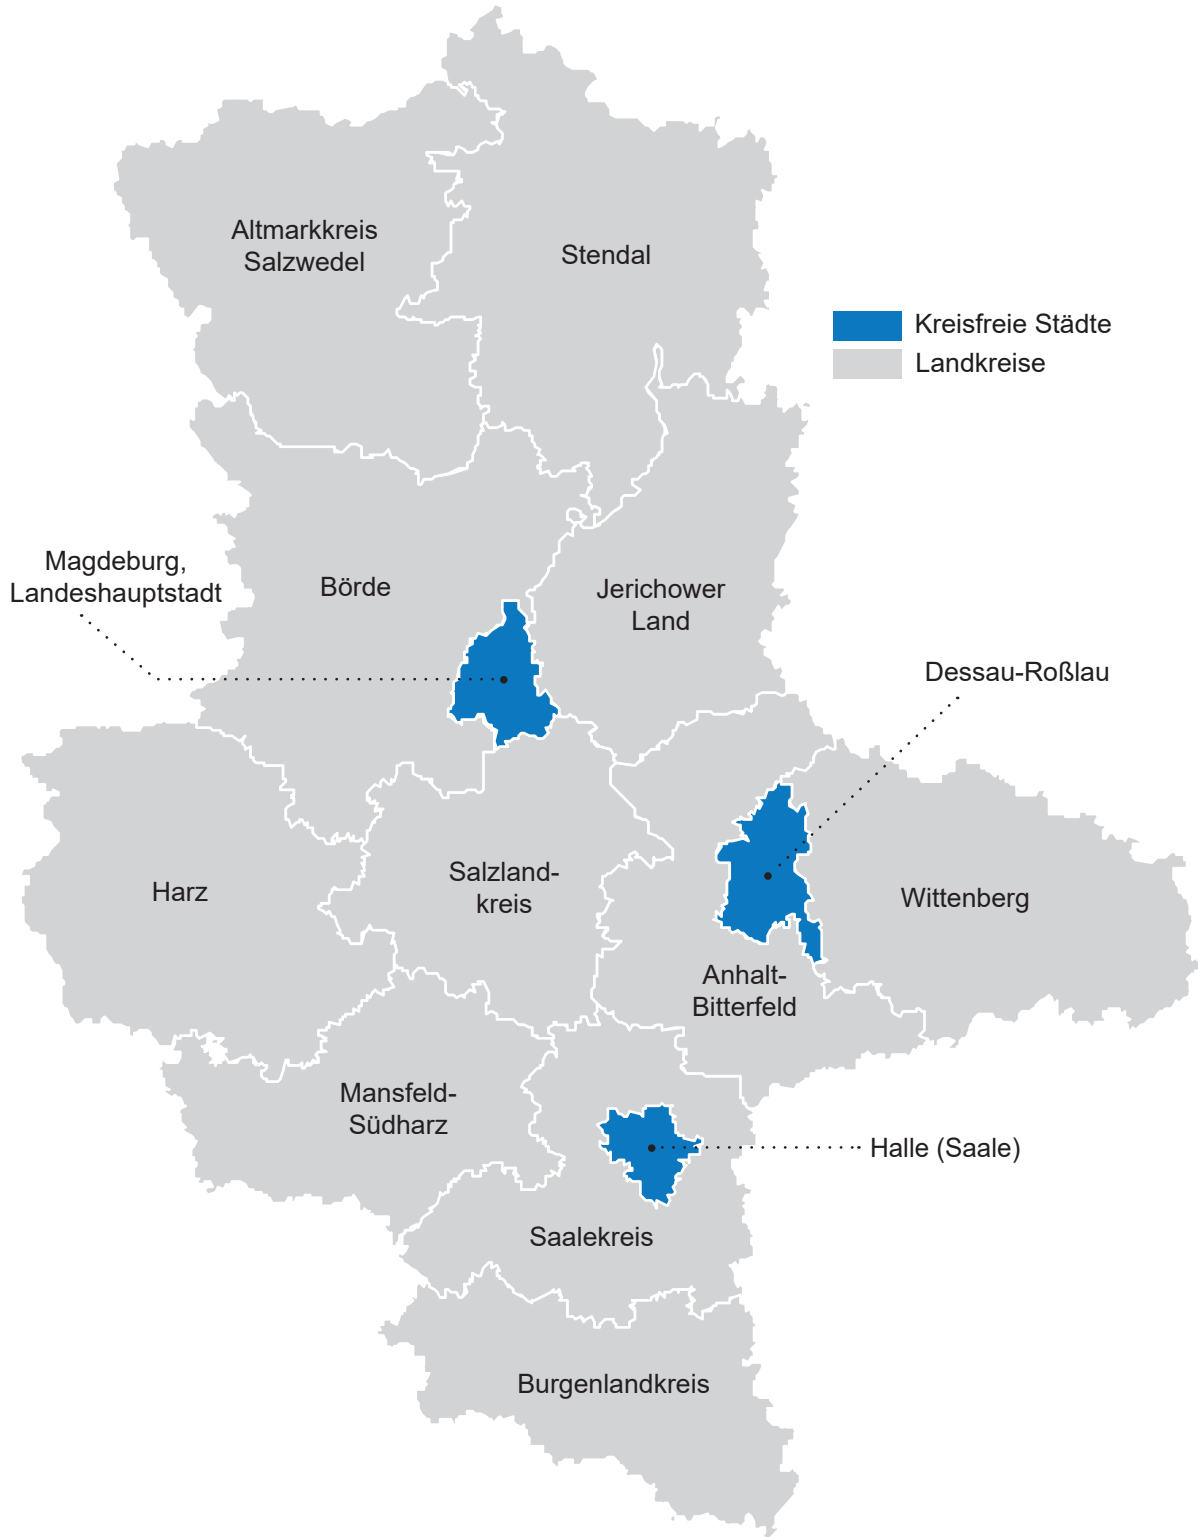 Altmarkkreis
Salzwedel
Stendal
Kreisfreie Städte
Landkreise
Magdeburg,
Landeshauptstadt
Börde
Jerichower
Land
Dessau-Roßlau
Harz
Salzland-
kreis
Wittenberg
Anhalt-
Bitterfeld
Mansfeld-
Südharz
Halle (Saale)
Saalekreis
Burgenlandkreis